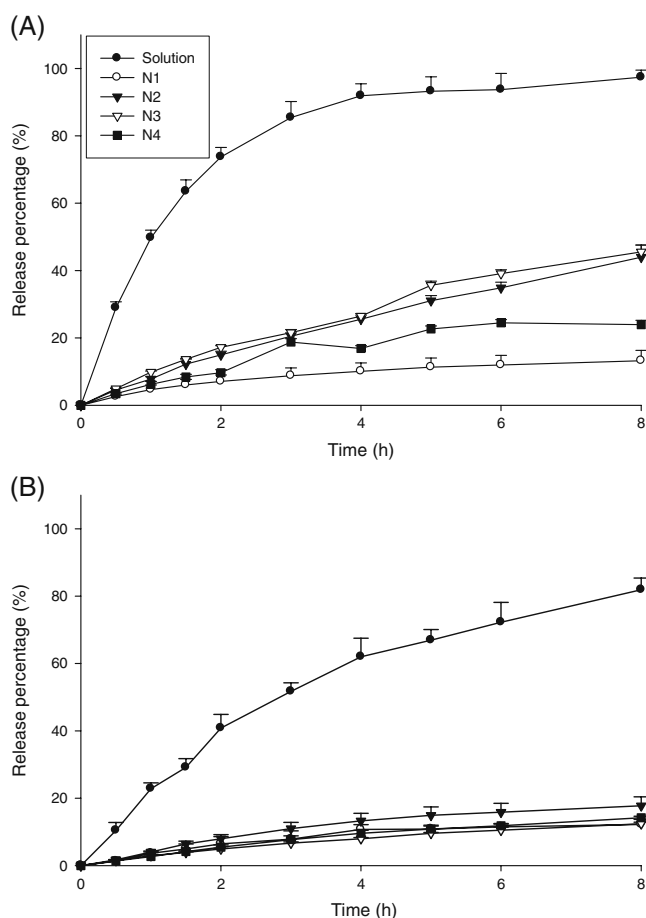 (A)
Solution
N1
N2
N3
N4
Release percentage (%)
100
80
60
40
20
0
0 2 4 6 8
Time (h)
(B)
Release percentage (%)
100
80
60
40
20
0
0 2 4 6 8
Time (h)